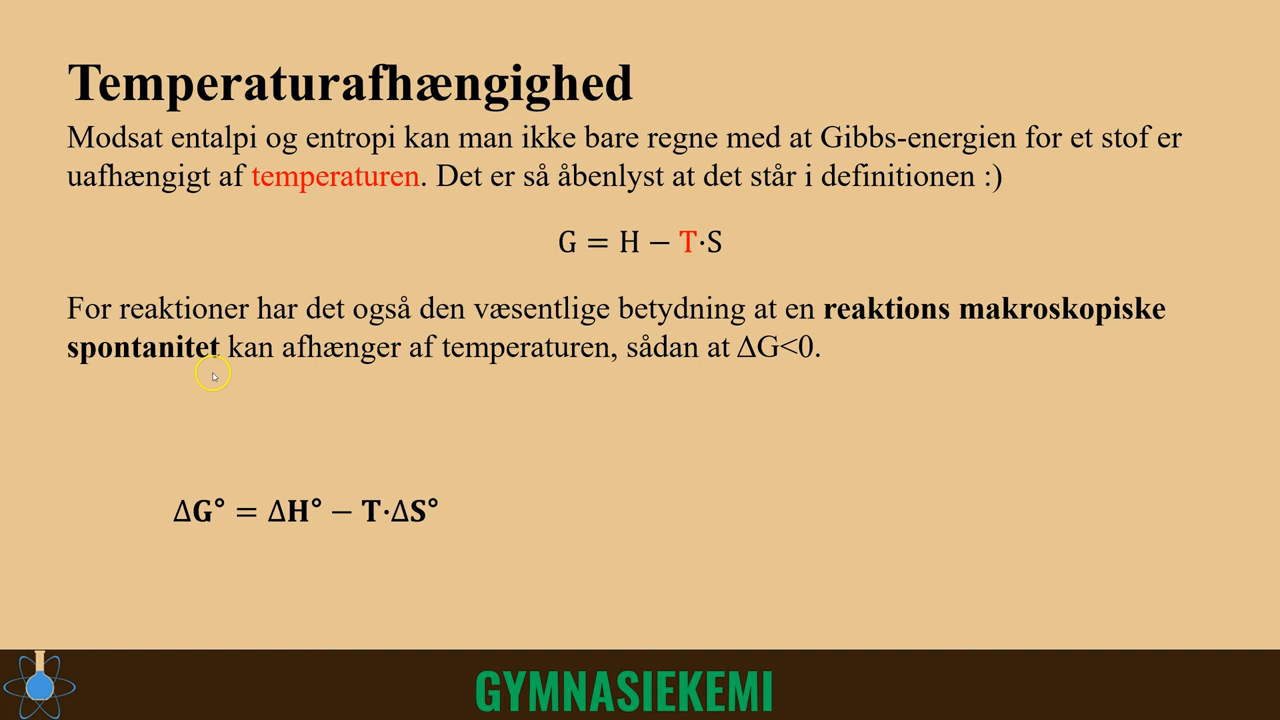 Temperaturafhængighed
Modsat entalpi og entropi kan man ikke bare regne med at Gibbs-energien for et stof er
uafhængigt af temperaturen. Det er så åbenlyst at det står i definitionen :)
G = H − T·S
For reaktioner har det også den væsentlige betydning at en reaktions makroskopiske
spontanitet kan afhænger af temperaturen, sådan at ΔG<0.
ΔG° = ΔH° − T·ΔS°
GYMNASIEKEMI